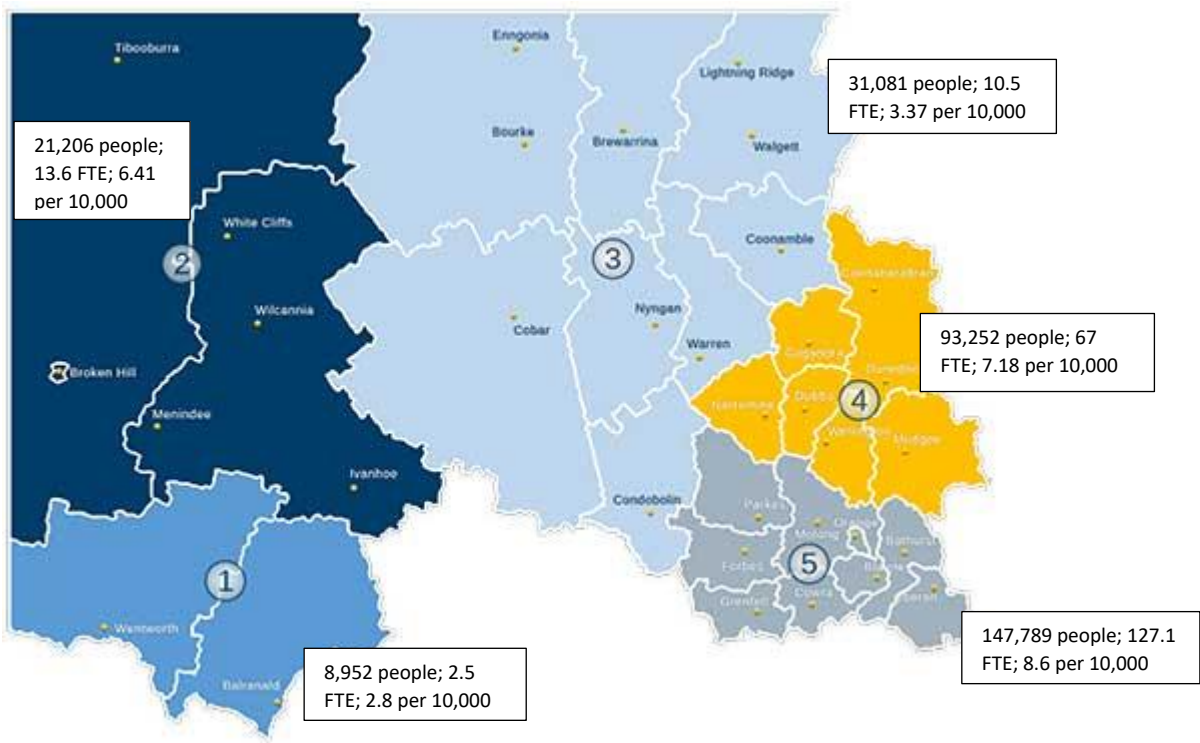 Tibooburra
Enngonia
Lightning Ridge
31,081 people; 10.5
FTE; 3.37 per 10,000
21,206 people;
13.6 FTE; 6.41
per 10,000
Bourke
Brewarrina
Walgett
White Cliffs
2
3
Coonamble
Wilcannia
Cobar
Nyngan
Warren
93,252 people; 67
FTE; 7.18 per 10,000
Broken Hill
4
Menindee
Narromine
Dubbo
Mudgee
Ivanhoe
Condobolin
Parkes
Molong
Orange
Bathurst
1
5
Forbes
Grenfell
Cowra
Wentworth
147,789 people; 127.1
FTE; 8.6 per 10,000
8,952 people; 2.5
FTE; 2.8 per 10,000
Balranald